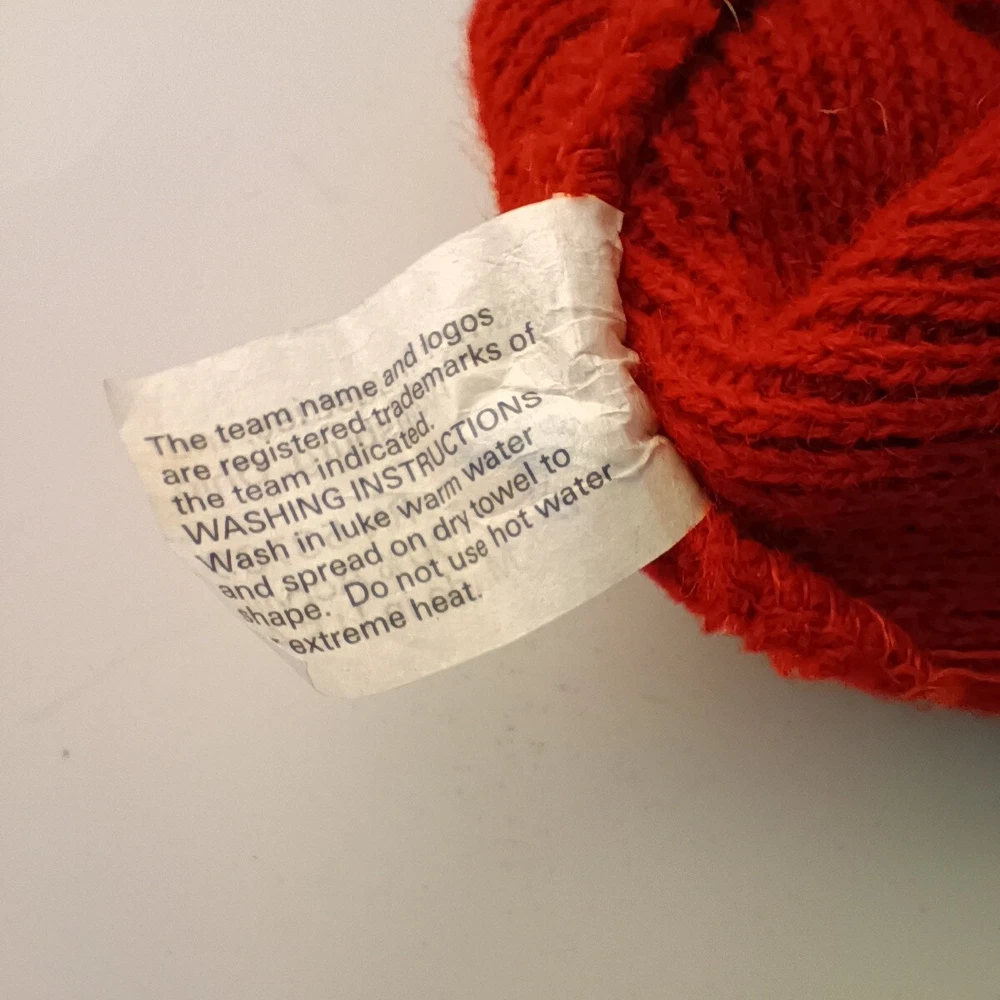 The team name and logos
are registered trademarks of
the team indicated.
WASHING INSTRUCTIONS
Wash in luke warm water
and spread on dry towel to
shape. Do not use hot water
extreme heat.